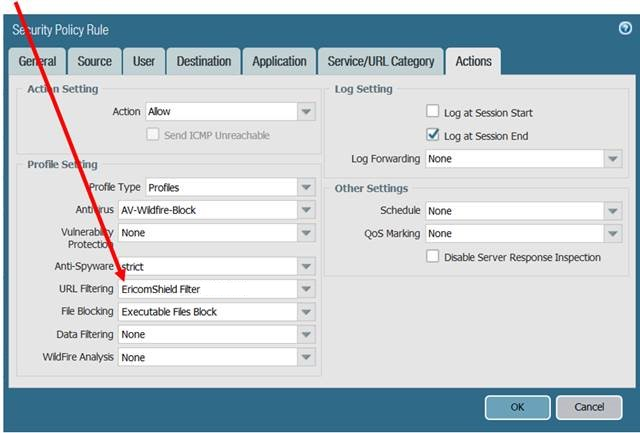 Security Policy Rule
General Source User Destination Application Service/URL Category Actions
Action Setting
Action Allow
Send ICMP Unreachable
Profile Setting
Profile Type Profiles
Antivirus AV-Wildfire-Block
Vulnerability Protection None
Anti-Spyware strict
URL Filtering EricomShield Filter
File Blocking Executable Files Block
Data Filtering None
WildFire Analysis None
Log Setting
Log at Session Start
Log at Session End
Log Forwarding None
Other Settings
Schedule None
QoS Marking None
Disable Server Response Inspection
OK Cancel